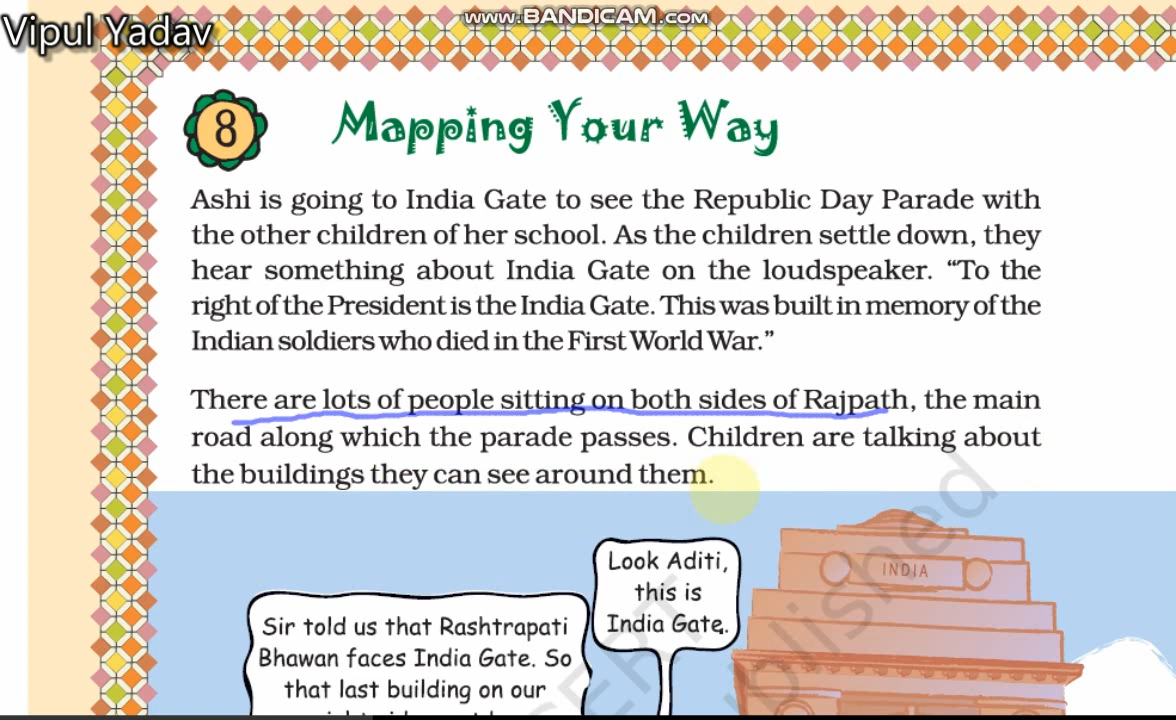 www.BANDICAM.com
Vipul Yadav
8
Mapping Your Way
Ashi is going to India Gate to see the Republic Day Parade with
the other children of her school. As the children settle down, they
hear something about India Gate on the loudspeaker. “To the
right of the President is the India Gate. This was built in memory of the
Indian soldiers who died in the First World War.”
There are lots of people sitting on both sides of Rajpath, the main
road along which the parade passes. Children are talking about
the buildings they can see around them.
Look Aditi,
this is
India Gate.
INDIA
Sir told us that Rashtrapati
Bhawan faces India Gate. So
that last building on our